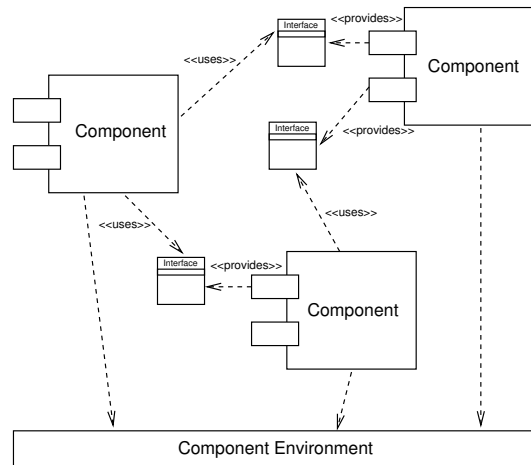 Interface
<<provides>>
Component
<<uses>>
Component
Interface
<<provides>>
<<uses>>
<<uses>>
Interface
<<provides>>
Component
Component Environment